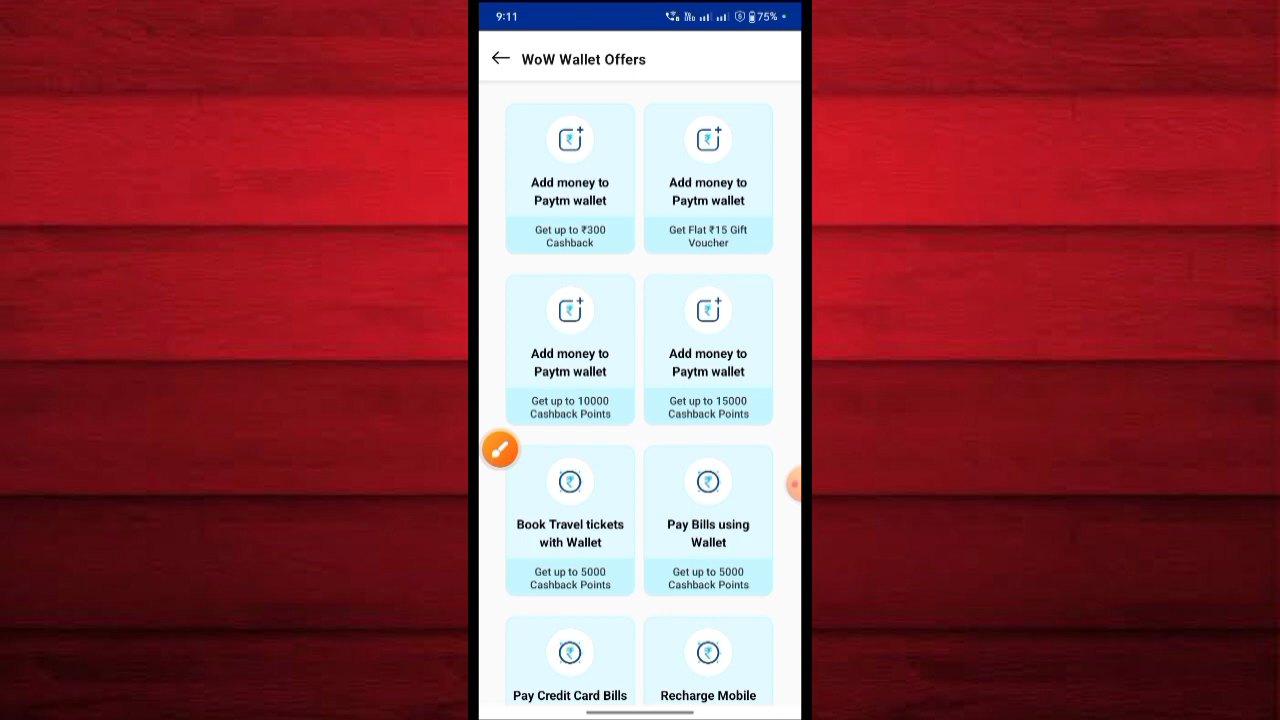 9:11
75%
WoW Wallet Offers
Add money to
Paytm wallet
Get up to ₹300
Cashback
Add money to
Paytm wallet
Get Flat ₹15 Gift
Voucher
Add money to
Paytm wallet
Get up to 10000
Cashback Points
Add money to
Paytm wallet
Get up to 15000
Cashback Points
Book Travel tickets
with Wallet
Get up to 5000
Cashback Points
Pay Bills using
Wallet
Get up to 5000
Cashback Points
Pay Credit Card Bills
Recharge Mobile